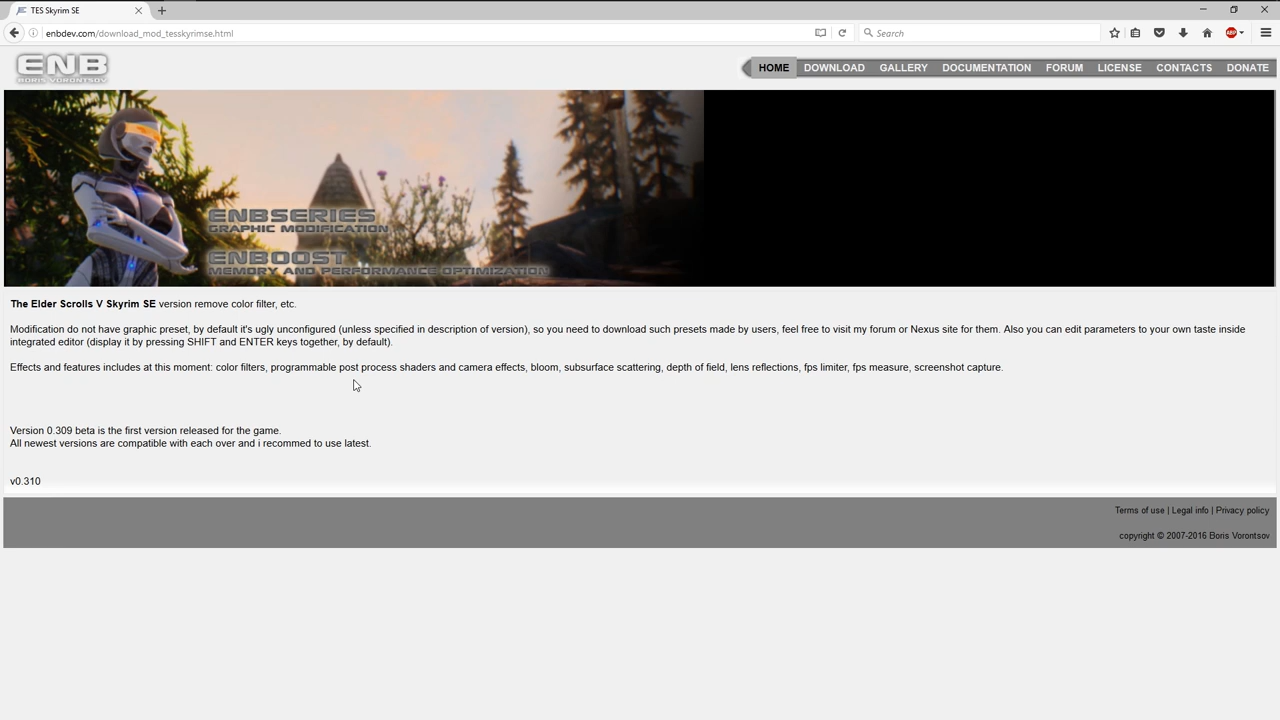 TES Skyrim SE
enbdev.com/download_mod_tesskyrimse.html
Search
ABP
ENB
BORIS VORONTSOV
HOME DOWNLOAD GALLERY DOCUMENTATION FORUM LICENSE CONTACTS DONATE
ENBSERIES
GRAPHIC MODIFICATION
ENBOOST
MEMORY AND PERFORMANCE OPTIMIZATION
The Elder Scrolls V Skyrim SE version remove color filter, etc.
Modification do not have graphic preset, by default it's ugly unconfigured (unless specified in description of version), so you need to download such presets made by users, feel free to visit my forum or Nexus site for them. Also you can edit parameters to your own taste inside
integrated editor (display it by pressing SHIFT and ENTER keys together, by default).
Effects and features includes at this moment: color filters, programmable post process shaders and camera effects, bloom, subsurface scattering, depth of field, lens reflections, fps limiter, fps measure, screenshot capture.
Version 0.309 beta is the first version released for the game.
All newest versions are compatible with each over and i recommed to use latest.
v0.310
Terms of use | Legal info | Privacy policy
copyright © 2007-2016 Boris Vorontsov